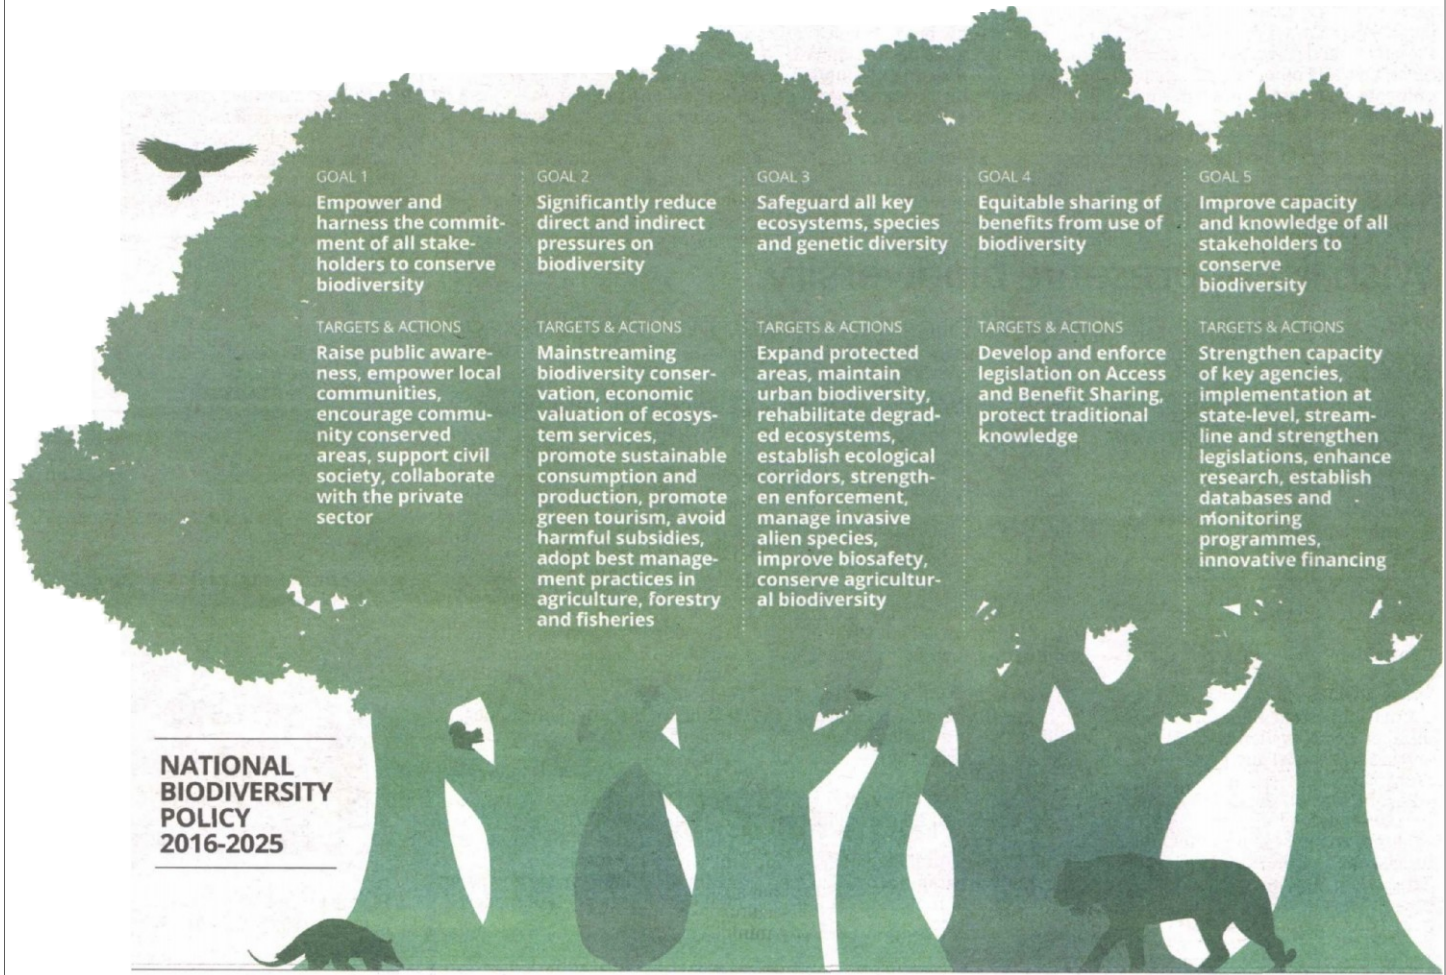 GOAL 1
Empower and
harness the commit-
ment of all stake-
holders to conserve
biodiversity
TARGETS & ACTIONS
Raise public aware-
ness, empower local
communities,
encourage commu-
nity conserved
areas, support civil
society, collaborate
with the private
sector
GOAL 2
Significantly reduce
direct and indirect
pressures on
biodiversity
TARGETS & ACTIONS
Mainstreaming
biodiversity conser-
vation, economic
valuation of ecosys-
tem services,
promote sustainable
consumption and
production, promote
green tourism, avoid
harmful subsidies,
adopt best manage-
ment practices in
agriculture, forestry
and fisheries
GOAL 3
Safeguard all key
ecosystems, species
and genetic diversity
TARGETS & ACTIONS
Expand protected
areas, maintain
urban biodiversity,
rehabilitate degrad-
ed ecosystems,
establish ecological
corridors, strength-
en enforcement,
manage invasive
alien species,
improve biosafety,
conserve agricultur-
al biodiversity
GOAL 4
Equitable sharing of
benefits from use of
biodiversity
TARGETS & ACTIONS
Develop and enforce
legislation on Access
and Benefit Sharing,
protect traditional
knowledge
GOAL 5
Improve capacity
and knowledge of all
stakeholders to
conserve
biodiversity
TARGETS & ACTIONS
Strengthen capacity
of key agencies,
implementation at
state-level, stream-
line and strengthen
legislations, enhance
research, establish
databases and
monitoring
programmes,
innovative financing
NATIONAL
BIODIVERSITY
POLICY
2016-2025